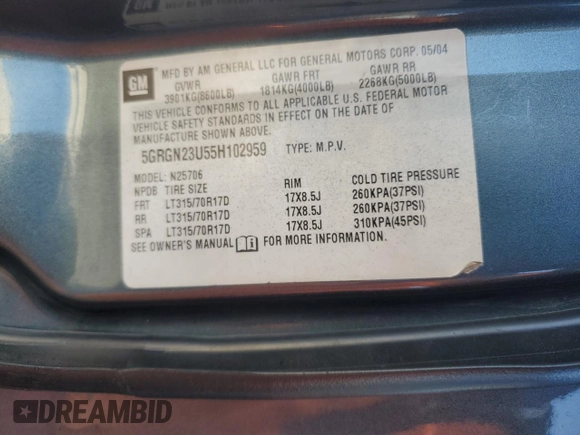 GM
MFD BY AM GENERAL LLC FOR GENERAL MOTORS CORP. 05/04
GVWR GAWR FRT GAWR RR
3901KG(8600LB) 1814KG(4000LB) 2268KG(5000LB)
THIS VEHICLE CONFORMS TO ALL APPLICABLE U.S. FEDERAL MOTOR
VEHICLE SAFETY STANDARDS IN EFFECT ON THE DATE OF
MANUFACTURE SHOWN ABOVE.
5GRGN23U55H102959 TYPE: M.P.V.
MODEL: N25706
NPDB TIRE SIZE RIM COLD TIRE PRESSURE
FRT LT315/70R17D 17X8.5J 260KPA(37PSI)
RR LT315/70R17D 17X8.5J 260KPA(37PSI)
SPA LT315/70R17D 17X8.5J 310KPA(45PSI)
SEE OWNER'S MANUAL FOR MORE INFORMATION.
DREAMBID